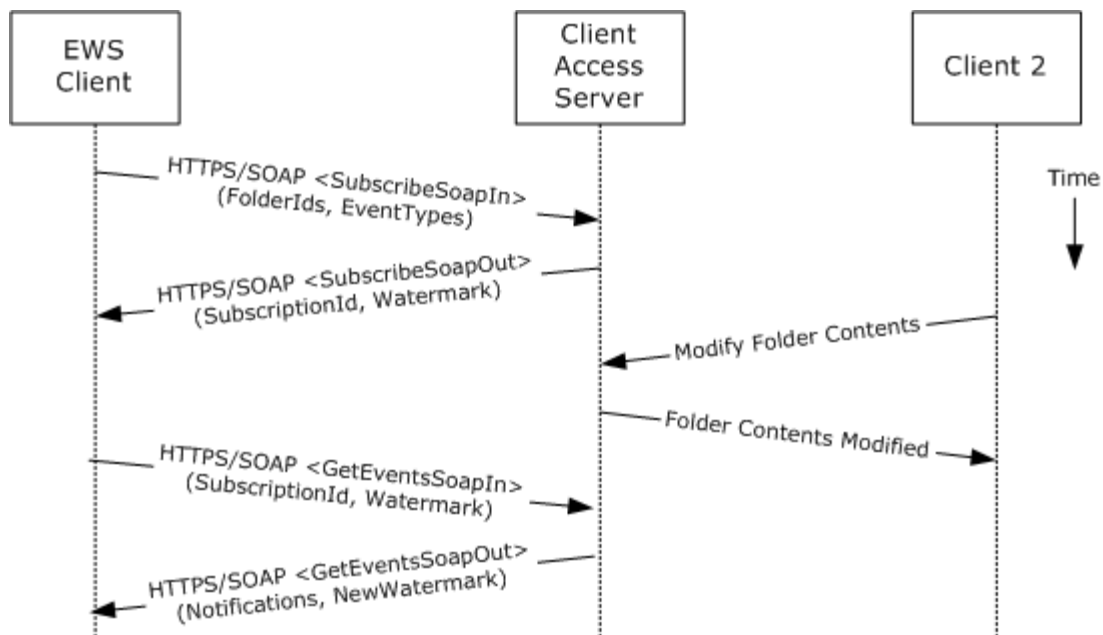 EWS
Client
Client
Access
Server
Client 2
HTTPS/SOAP <SubscribeSoapIn>
(FolderIds, EventTypes)
Time
HTTPS/SOAP <SubscribeSoapOut>
(SubscriptionId, Watermark)
Modify Folder Contents
Folder Contents Modified
HTTPS/SOAP <GetEventsSoapIn>
(SubscriptionId, Watermark)
HTTPS/SOAP <GetEventsSoapOut>
(Notifications, NewWatermark)